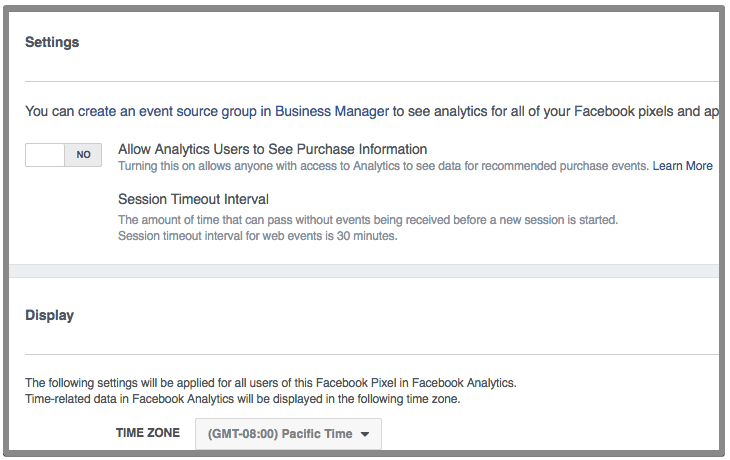 Settings
You can create an event source group in Business Manager to see analytics for all of your Facebook pixels and ap
NO
Allow Analytics Users to See Purchase Information
Turning this on allows anyone with access to Analytics to see data for recommended purchase events. Learn More
Session Timeout Interval
The amount of time that can pass without events being received before a new session is started.
Session timeout interval for web events is 30 minutes.
Display
The following settings will be applied for all users of this Facebook Pixel in Facebook Analytics.
Time-related data in Facebook Analytics will be displayed in the following time zone.
TIME ZONE (GMT-08:00) Pacific Time